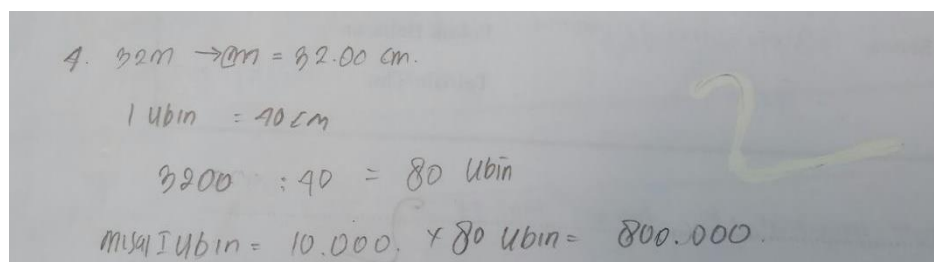 4. 32m → cm = 32.00 cm.
1 Ubin = 40 cm
3200 : 40 = 80 Ubin
misal 1 Ubin = 10.000. x 80 Ubin = 800.000.
2